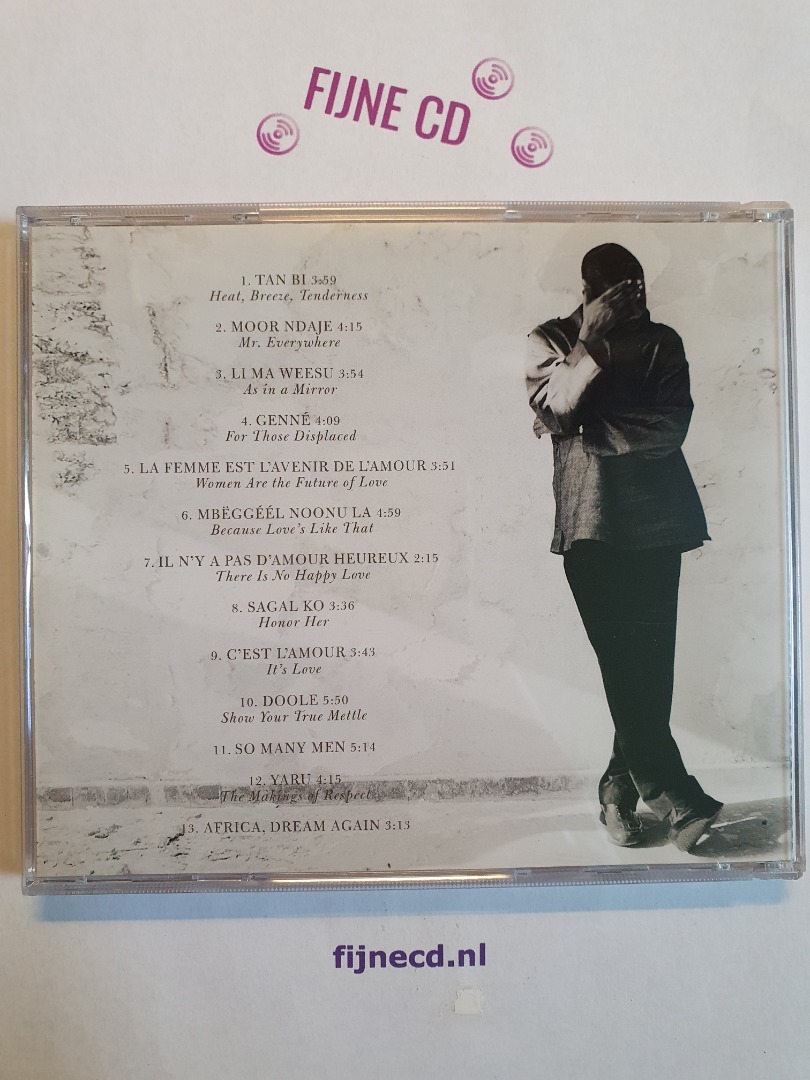 FIJNE CD
1. TAN BI 3:59
Heat, Breeze, Tenderness
2. MOOR NDAJE 4:15
Mr. Everywhere
3. LI MA WEESU 3:54
As in a Mirror
4. GENNÉ 4:09
For Those Displaced
5. LA FEMME EST L'AVENIR DE L'AMOUR 3:51
Women Are the Future of Love
6. MBËGGÉÉL NOONU LA 4:59
Because Love's Like That
7. IL N'Y A PAS D'AMOUR HEUREUX 2:15
There Is No Happy Love
8. SAGAL KO 3:36
Honor Her
9. C'EST L'AMOUR 3:43
It's Love
10. DOOLE 5:50
Show Your True Mettle
11. SO MANY MEN 5:14
12. YARU 4:15
The Makings of Respect
13. AFRICA, DREAM AGAIN 3:13
fijnecd.nl